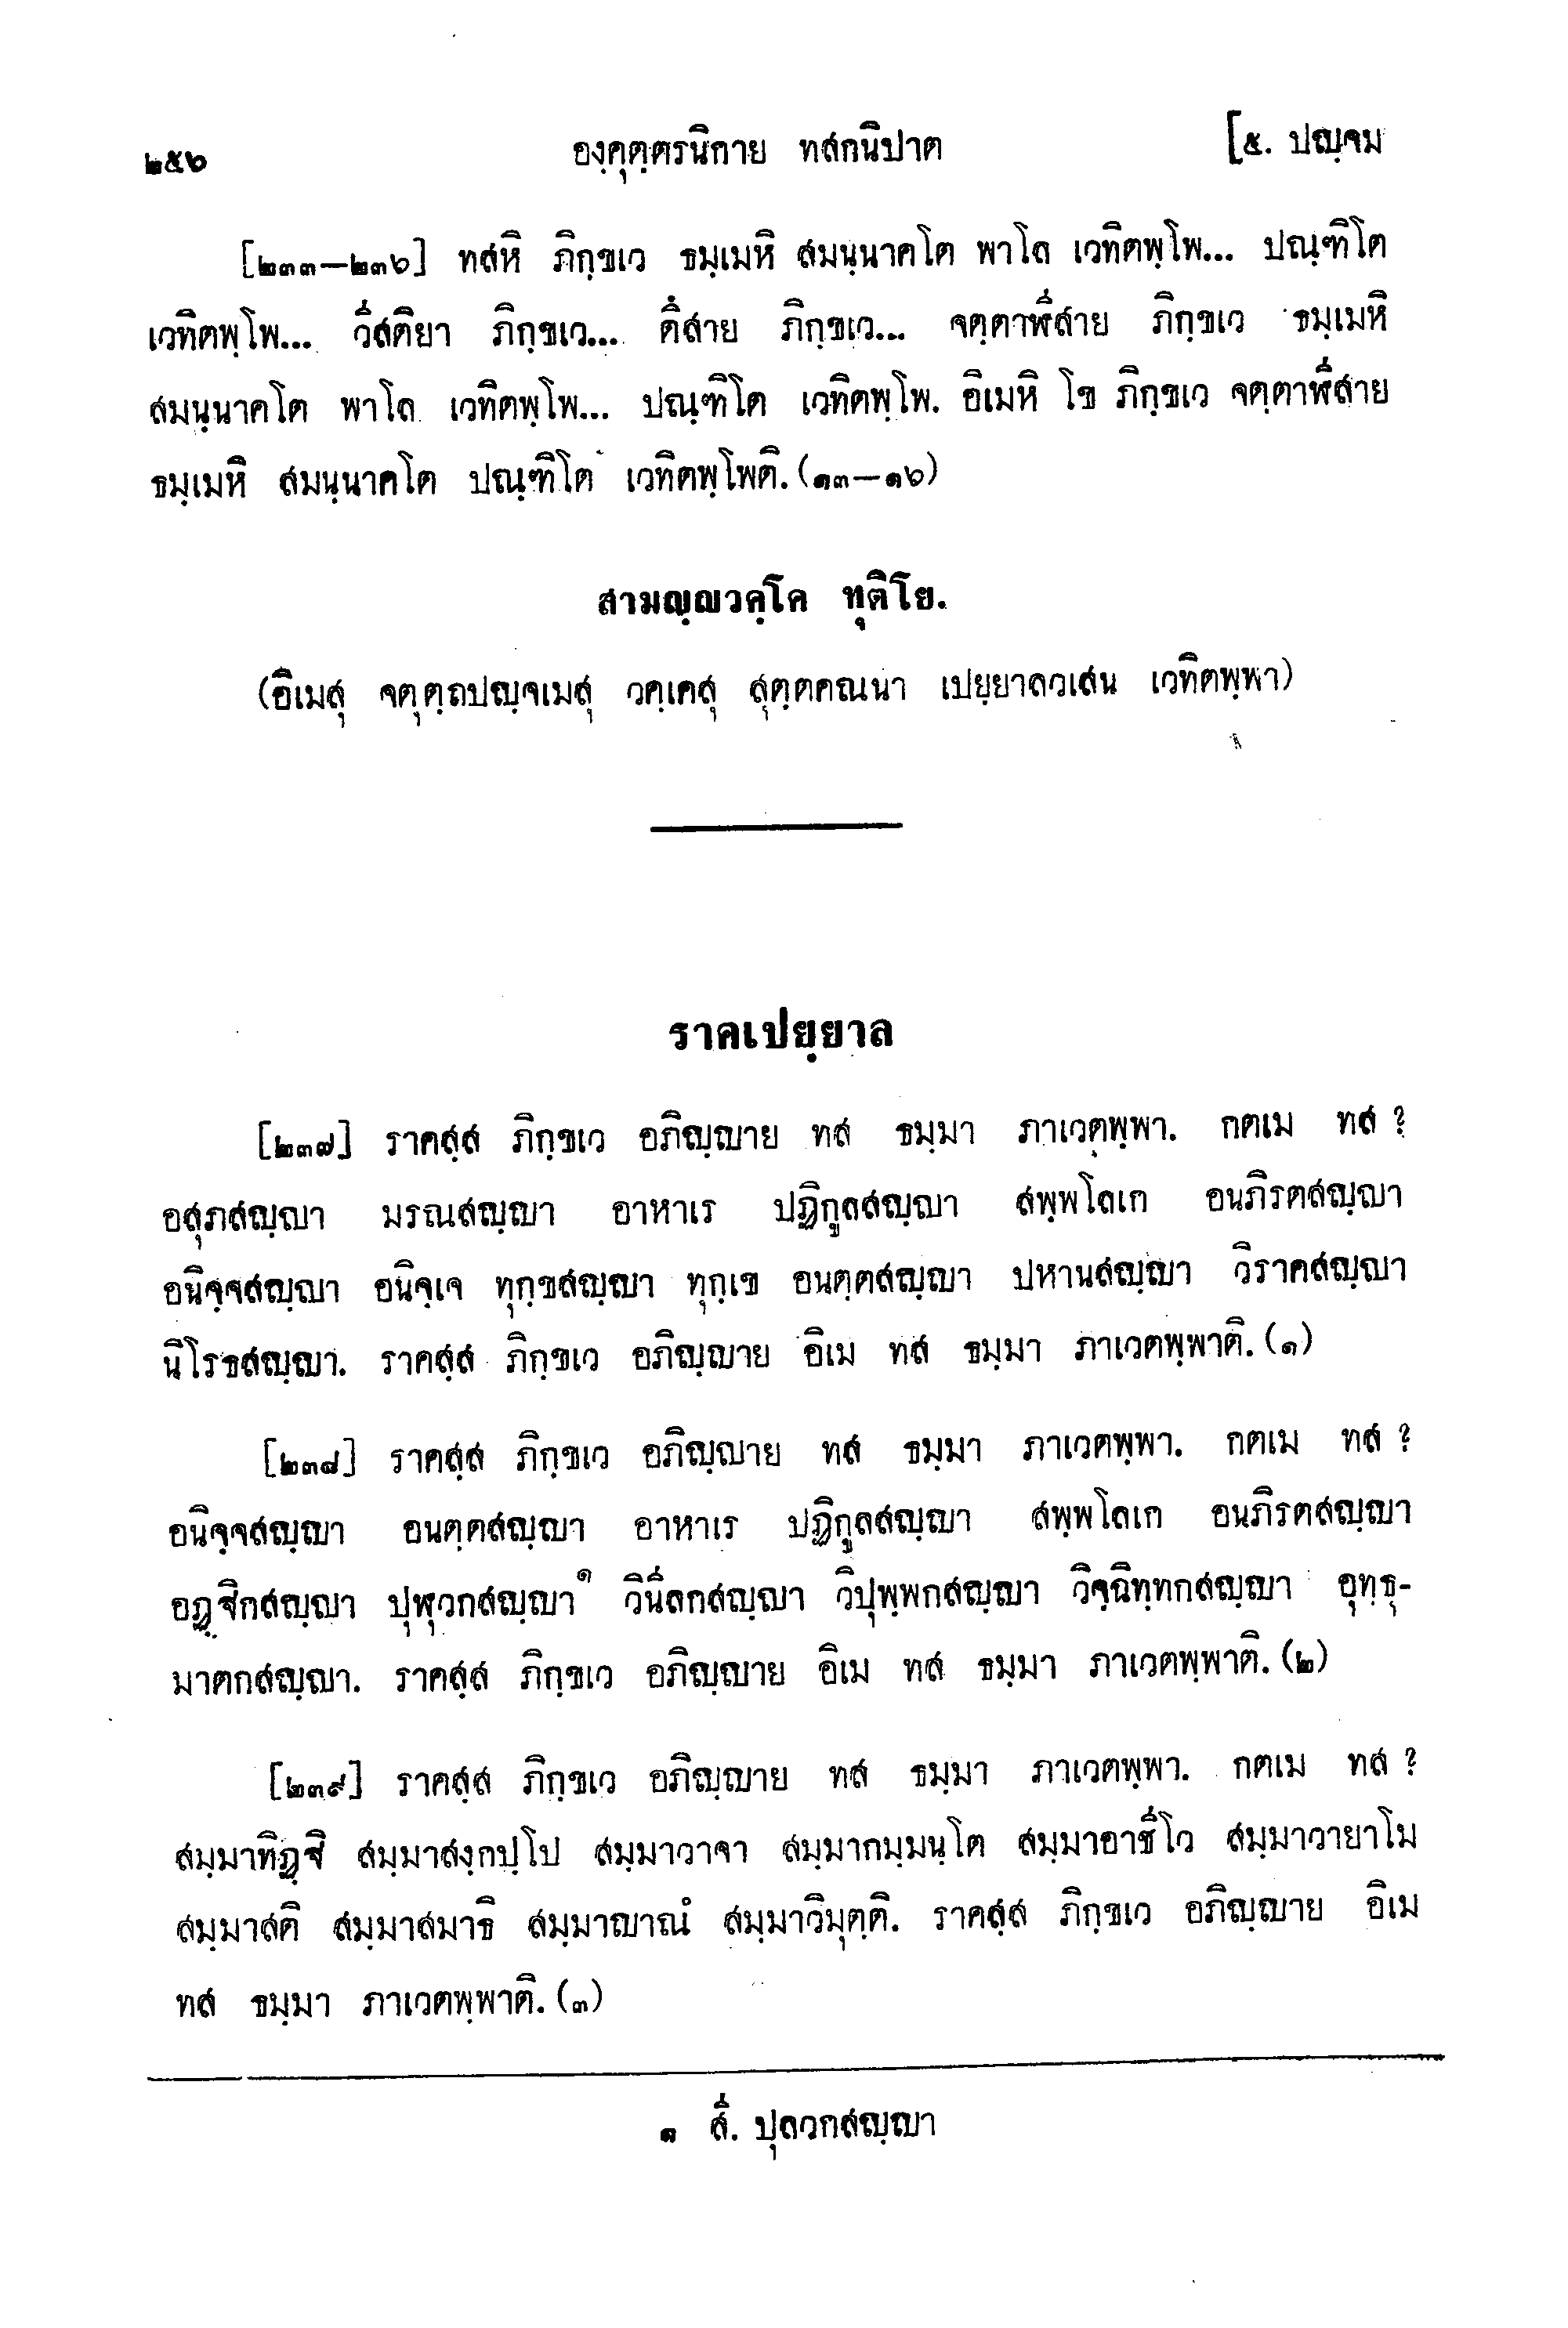 ๒๕๖ องฺคุตฺตรนิกาย ทสกนิปาต [๕. ปญฺจม
[๒๓๓–๒๓๖] ทสหิ ภิกฺขเว ธมฺเมหิ สมนฺนาคโต พาโล เวทิตพฺโพ... ปณฺฑิโต
เวทิตพฺโพ... วีสติยา ภิกฺขเว... ตึสาย ภิกฺขเว... จตฺตาฬีสาย ภิกฺขเว ธมฺเมหิ
สมนฺนาคโต พาโล เวทิตพฺโพ... ปณฺฑิโต เวทิตพฺโพ. อิเมหิ โข ภิกฺขเว จตฺตาฬีสาย
ธมฺเมหิ สมนฺนาคโต ปณฺฑิโต เวทิตพฺโพติ. (๑๓–๑๖)
สามญฺญวคฺโค ทุติโย.
(อิเมสุ จตุตฺถปญฺจเมสุ วคฺเคสุ สุตฺตคณนา เปยฺยาลวเสน เวทิตพฺพา)
ราคเปยฺยาล
[๒๓๗] ราคสฺส ภิกฺขเว อภิญฺญาย ทส ธมฺมา ภาเวตุพฺพา. กตเม ทส ?
อสุภสญฺญา มรณสญฺญา อาหาเร ปฏิกูลสญฺญา สพฺพโลเก อนภิรตสญฺญา
อนิจฺจสญฺญา อนิจฺเจ ทุกฺขสญฺญา ทุกฺเข อนตฺตสญฺญา ปหานสญฺญา วิราคสญฺญา
นิโรธสญฺญา. ราคสฺส ภิกฺขเว อภิญฺญาย อิเม ทส ธมฺมา ภาเวตพฺพาติ. (๑)
[๒๓๘] ราคสฺส ภิกฺขเว อภิญฺญาย ทส ธมฺมา ภาเวตพฺพา. กตเม ทส ?
อนิจฺจสญฺญา อนตฺตสญฺญา อาหาเร ปฏิกูลสญฺญา สพฺพโลเก อนภิรตสญฺญา
อฏฺฐิกสญฺญา ปุฬุวกสญฺญา๑ วินีลกสญฺญา วิปุพฺพกสญฺญา วิจฺฉิทฺทกสญฺญา อุทฺธุ-
มาตกสญฺญา. ราคสฺส ภิกฺขเว อภิญฺญาย อิเม ทส ธมฺมา ภาเวตพฺพาติ. (๒)
[๒๓๙] ราคสฺส ภิกฺขเว อภิญฺญาย ทส ธมฺมา ภาเวตพฺพา. กตเม ทส ?
สมฺมาทิฏฺฐิ สมฺมาสงฺกปฺโป สมฺมาวาจา สมฺมากมฺมนฺโต สมฺมาอาชีโว สมฺมาวายาโม
สมฺมาสติ สมฺมาสมาธิ สมฺมาญาณํ สมฺมาวิมุตฺติ. ราคสฺส ภิกฺขเว อภิญฺญาย อิเม
ทส ธมฺมา ภาเวตพฺพาติ. (๓)
๑ สี. ปุลวกสญฺญา